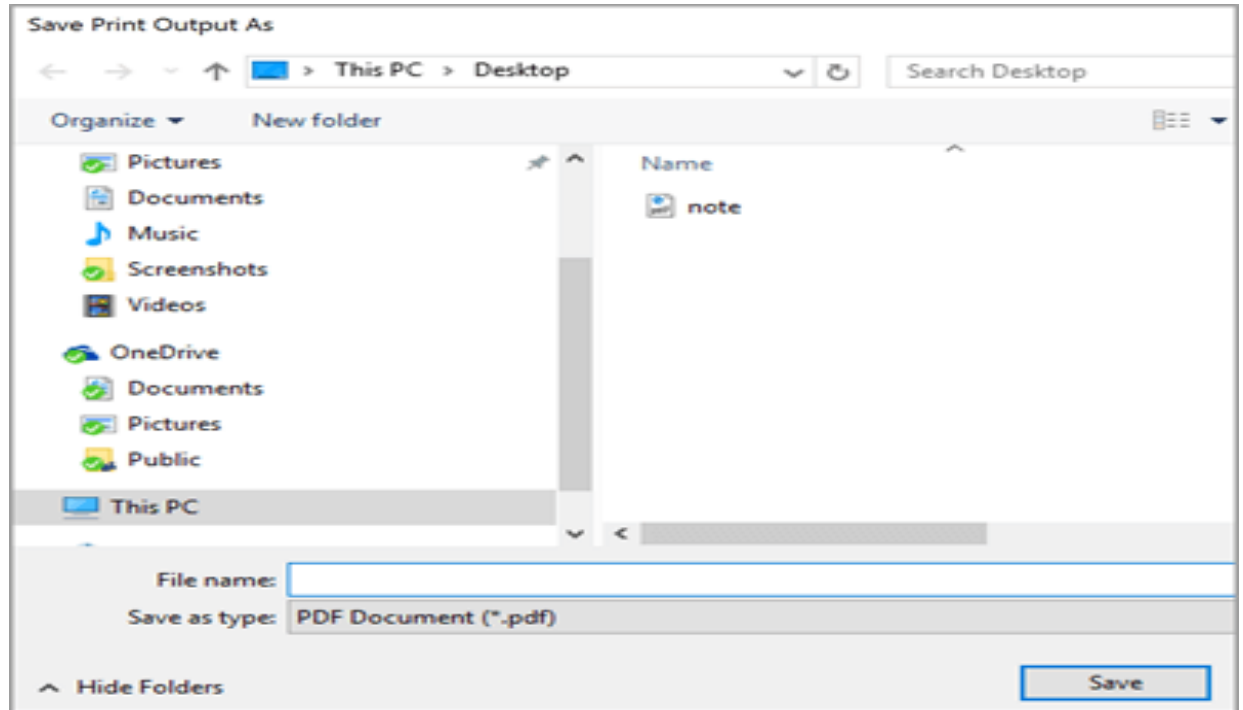 Save Print Output As
This PC > Desktop
Search Desktop
Organize
New folder
Pictures
Documents
Music
Screenshots
Videos
OneDrive
Documents
Pictures
Public
This PC
Name
note
File name:
Save as type: PDF Document (*.pdf)
Hide Folders
Save